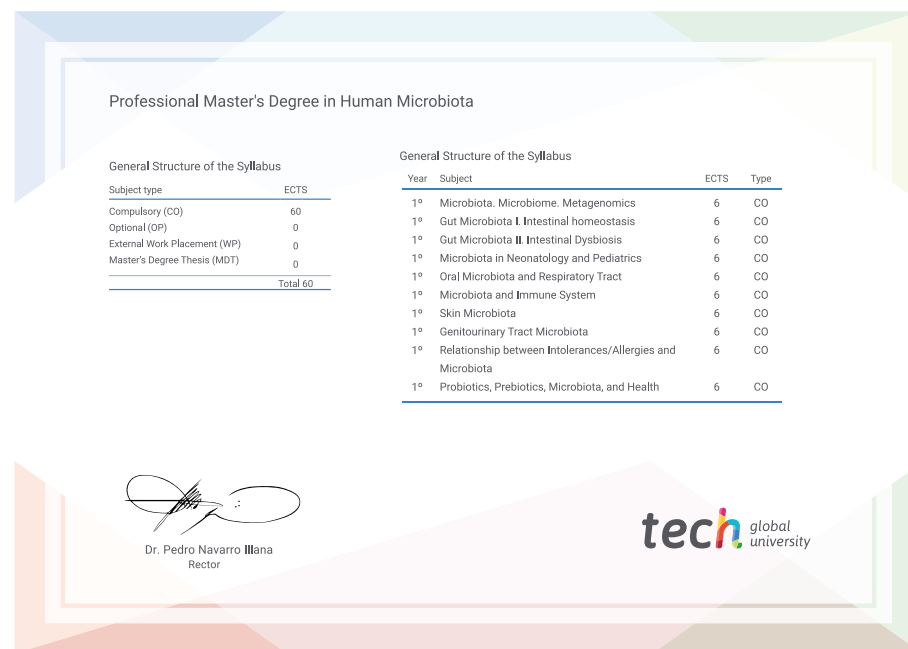 Professional Master's Degree in Human Microbiota
General Structure of the Syllabus
Subject type ECTS
Compulsory (CO) 60
Optional (OP) 0
External Work Placement (WP) 0
Master's Degree Thesis (MDT) 0
Total 60
General Structure of the Syllabus
Year Subject ECTS Type
1º Microbiota. Microbiome. Metagenomics 6 CO
1º Gut Microbiota I. Intestinal homeostasis 6 CO
1º Gut Microbiota II. Intestinal Dysbiosis 6 CO
1º Microbiota in Neonatology and Pediatrics 6 CO
1º Oral Microbiota and Respiratory Tract 6 CO
1º Microbiota and Immune System 6 CO
1º Skin Microbiota 6 CO
1º Genitourinary Tract Microbiota 6 CO
1º Relationship between Intolerances/Allergies and 6 CO
Microbiota
1º Probiotics, Prebiotics, Microbiota, and Health 6 CO
Dr. Pedro Navarro Illana
Rector
tech global
university